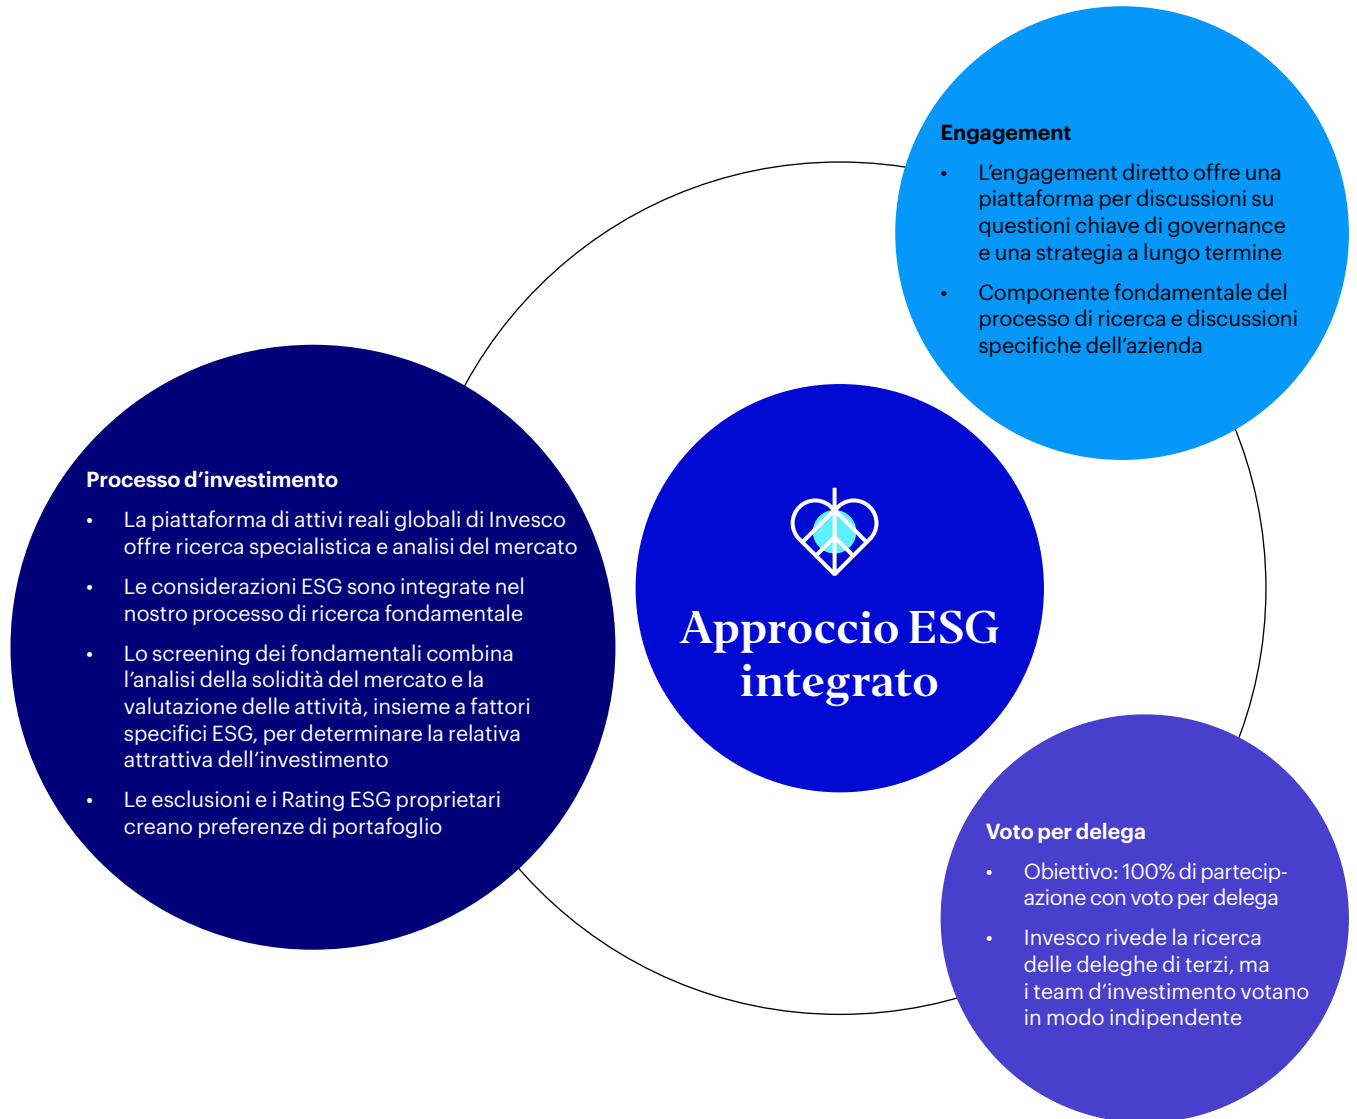 Engagement
• L’engagement diretto offre una
piattaforma per discussioni su
questioni chiave di governance
e una strategia a lungo termine
• Componente fondamentale del
processo di ricerca e discussioni
specifiche dell’azienda
Processo d’investimento
• La piattaforma di attivi reali globali di Invesco
offre ricerca specialistica e analisi del mercato
• Le considerazioni ESG sono integrate nel
nostro processo di ricerca fondamentale
• Lo screening dei fondamentali combina
l’analisi della solidità del mercato e la
valutazione delle attività, insieme a fattori
specifici ESG, per determinare la relativa
attrattiva dell’investimento
• Le esclusioni e i Rating ESG proprietari
creano preferenze di portafoglio
Approccio ESG
integrato
Voto per delega
• Obiettivo: 100% di partecip-
azione con voto per delega
• Invesco rivede la ricerca
delle deleghe di terzi, ma
i team d’investimento votano
in modo indipendente